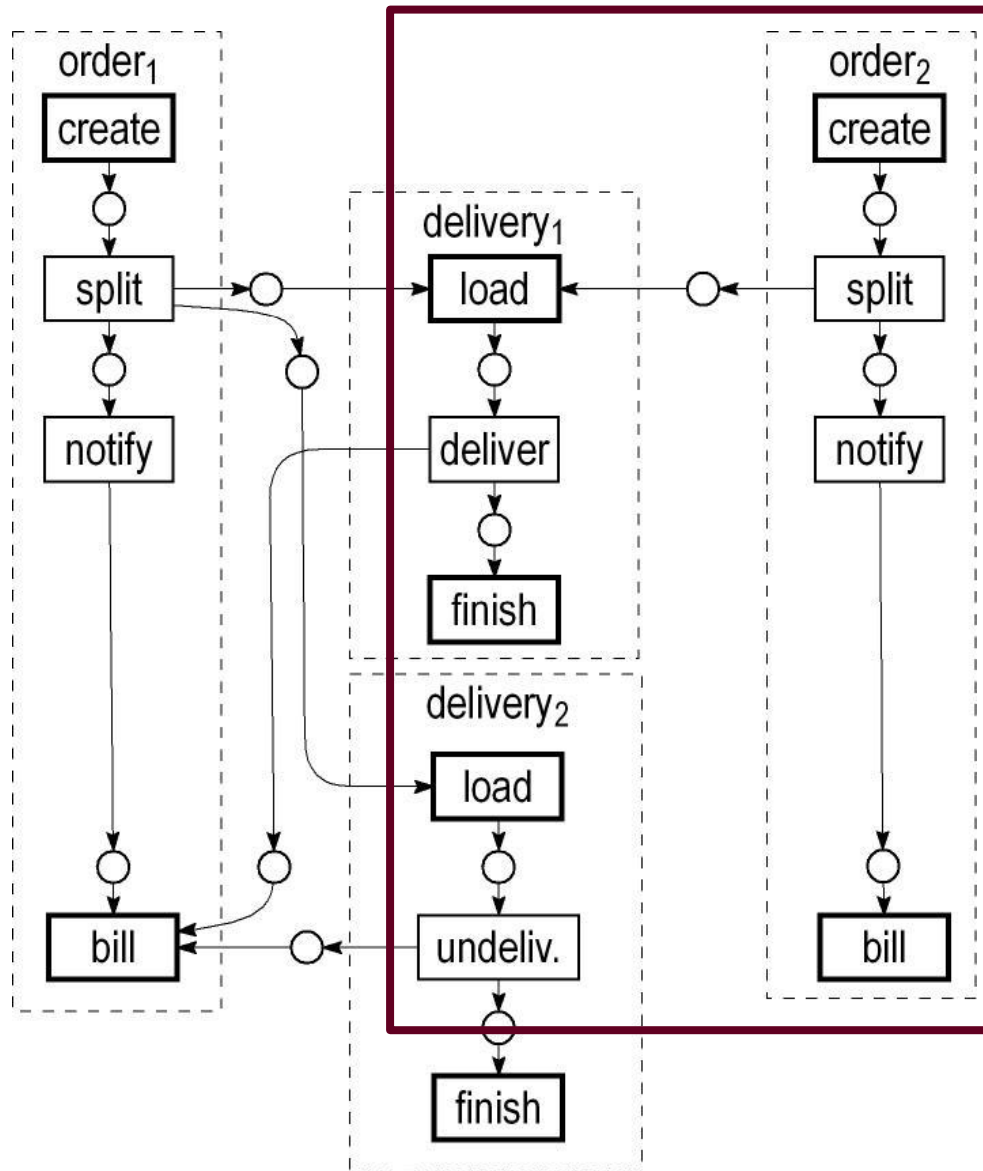 order₁
create
split
notify
bill
delivery₁
load
deliver
finish
delivery₂
load
undeliv.
finish
order₂
create
split
notify
bill